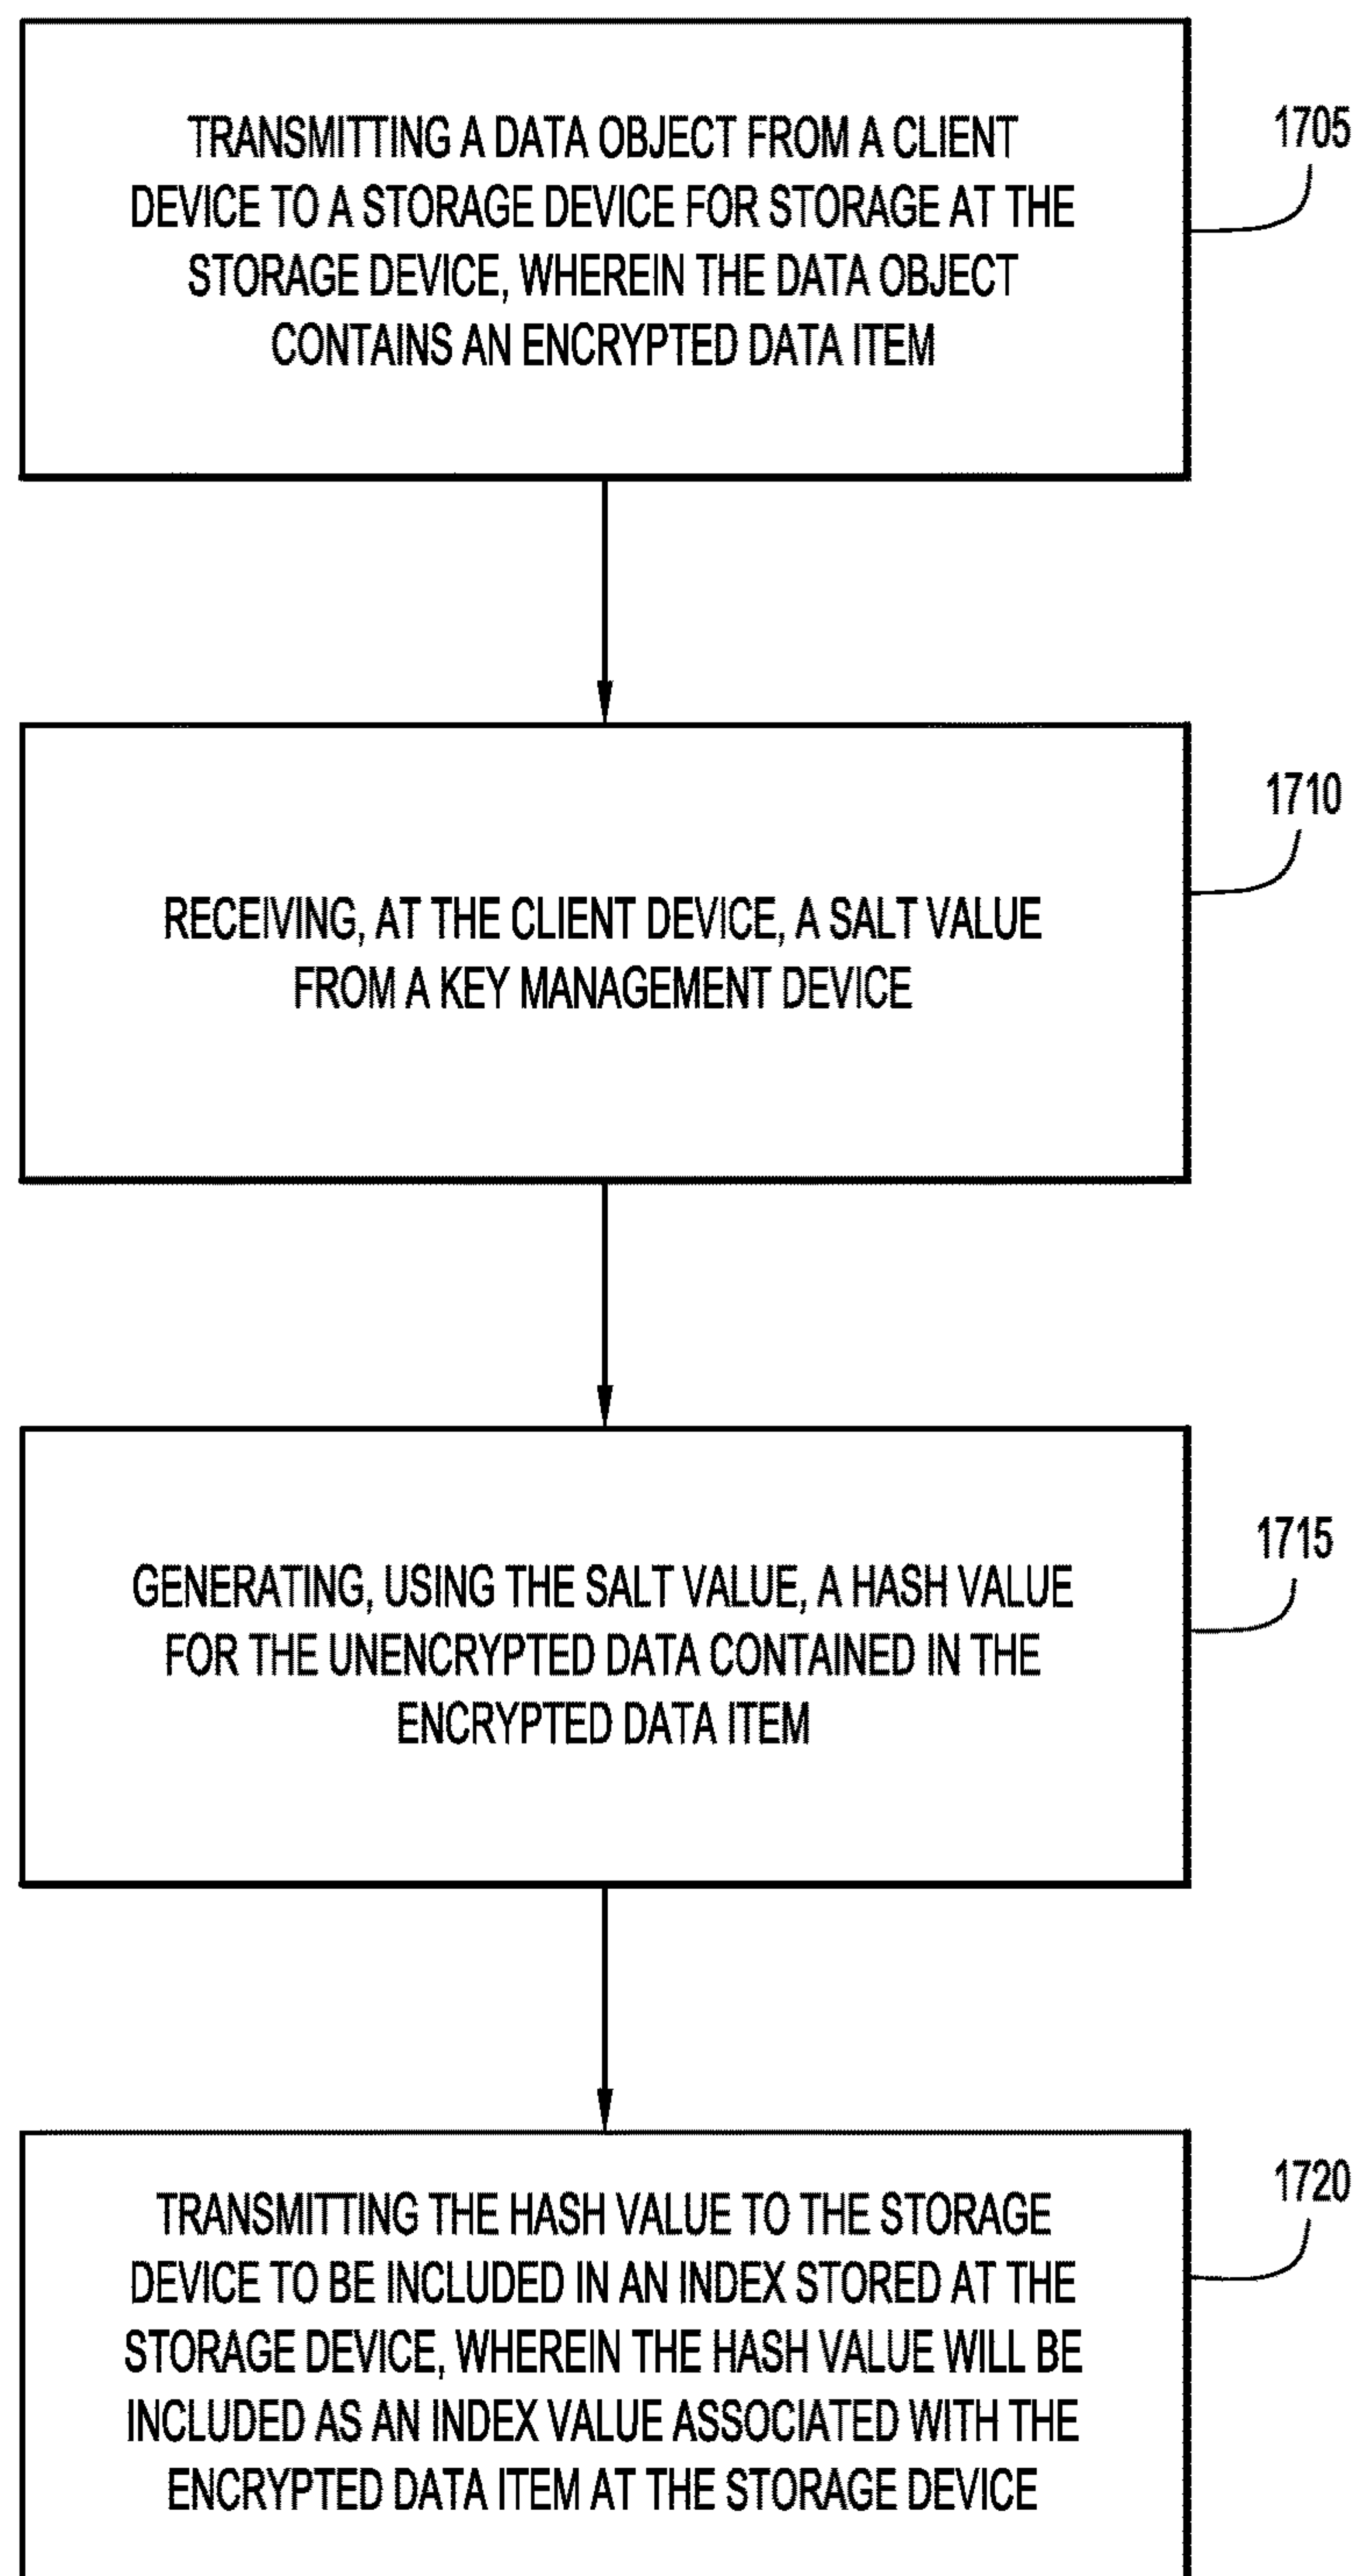 TRANSMITTING A DATA OBJECT FROM A CLIENT
DEVICE TO A STORAGE DEVICE FOR STORAGE AT THE
STORAGE DEVICE, WHEREIN THE DATA OBJECT
CONTAINS AN ENCRYPTED DATA ITEM
1705
RECEIVING, AT THE CLIENT DEVICE, A SALT VALUE
FROM A KEY MANAGEMENT DEVICE
1710
GENERATING, USING THE SALT VALUE, A HASH VALUE
FOR THE UNENCRYPTED DATA CONTAINED IN THE
ENCRYPTED DATA ITEM
1715
TRANSMITTING THE HASH VALUE TO THE STORAGE
DEVICE TO BE INCLUDED IN AN INDEX STORED AT THE
STORAGE DEVICE, WHEREIN THE HASH VALUE WILL BE
INCLUDED AS AN INDEX VALUE ASSOCIATED WITH THE
ENCRYPTED DATA ITEM AT THE STORAGE DEVICE
1720